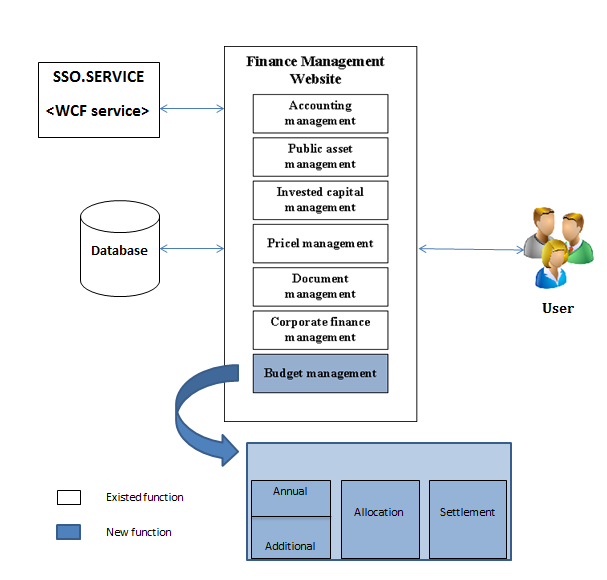 SSO.SERVICE
<WCF service>
Database
Finance Management
Website
Accounting
management
Public asset
management
Invested capital
management
Pricel management
Document
management
Corporate finance
management
Budget management
User
Existed function
New function
Annual
Additional
Allocation
Settlement